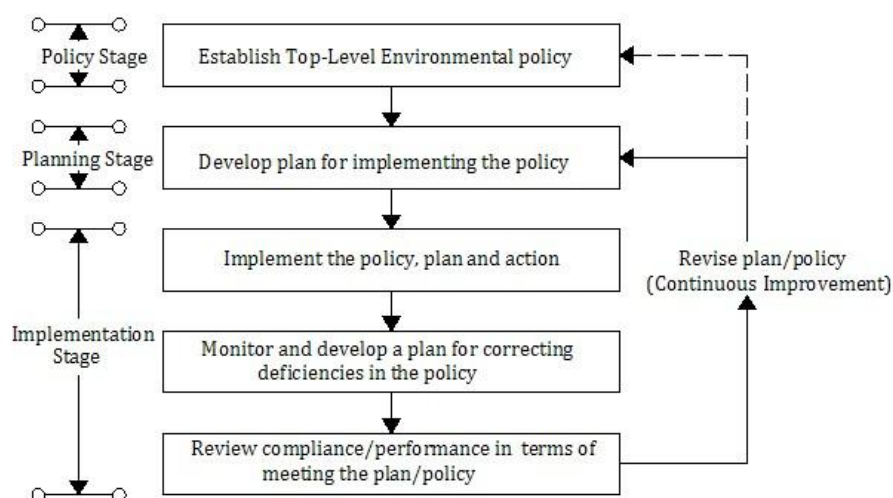 Policy Stage
Establish Top-Level Environmental policy
Planning Stage
Develop plan for implementing the policy
Implement the policy, plan and action
Revise plan/policy
(Continuous Improvement)
Implementation
Stage
Monitor and develop a plan for correcting
deficiencies in the policy
Review compliance/performance in terms of
meeting the plan/policy